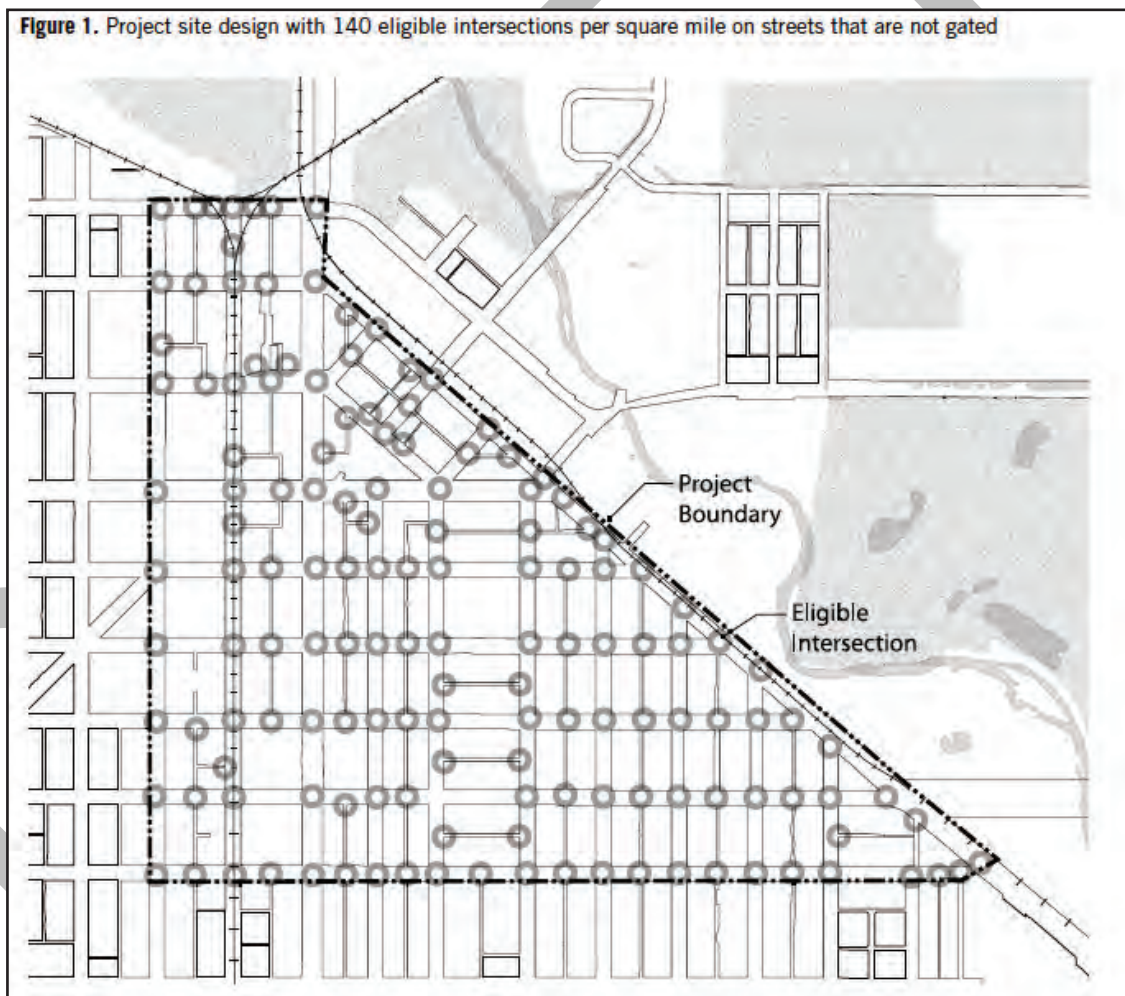 Figure 1. Project site design with 140 eligible intersections per square mile on streets that are not gated
Project
Boundary
Eligible
Intersection